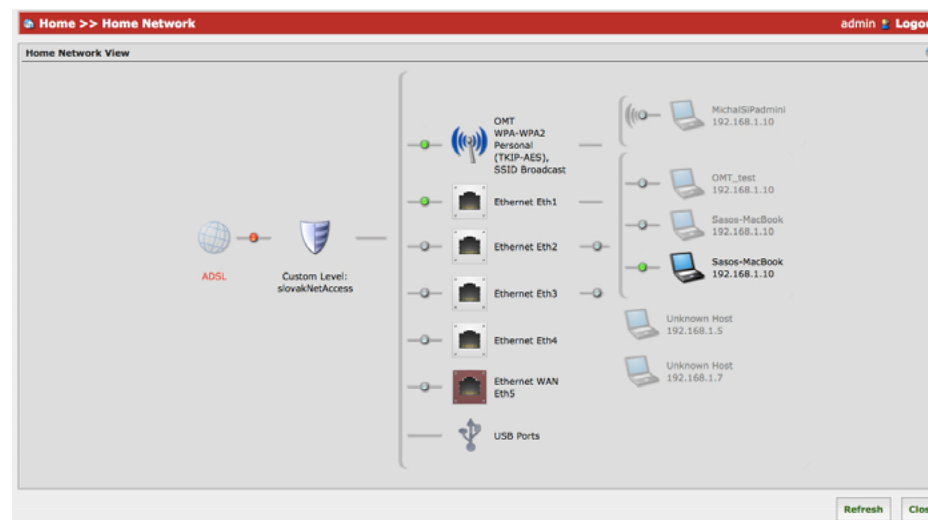 Home >> Home Network
admin Logou
Home Network View
ADSL
Custom Level:
slovakNetAccess
OMT
WPA-WPA2
Personal
(TKIP-AES),
SSID Broadcast
Ethernet Eth1
Ethernet Eth2
Ethernet Eth3
Ethernet Eth4
Ethernet WAN
Eth5
USB Ports
MichalSiPadmini
192.168.1.10
OMT_test
192.168.1.10
Sasos-MacBook
192.168.1.10
Sasos-MacBook
192.168.1.10
Unknown Host
192.168.1.5
Unknown Host
192.168.1.7
Refresh
Clos